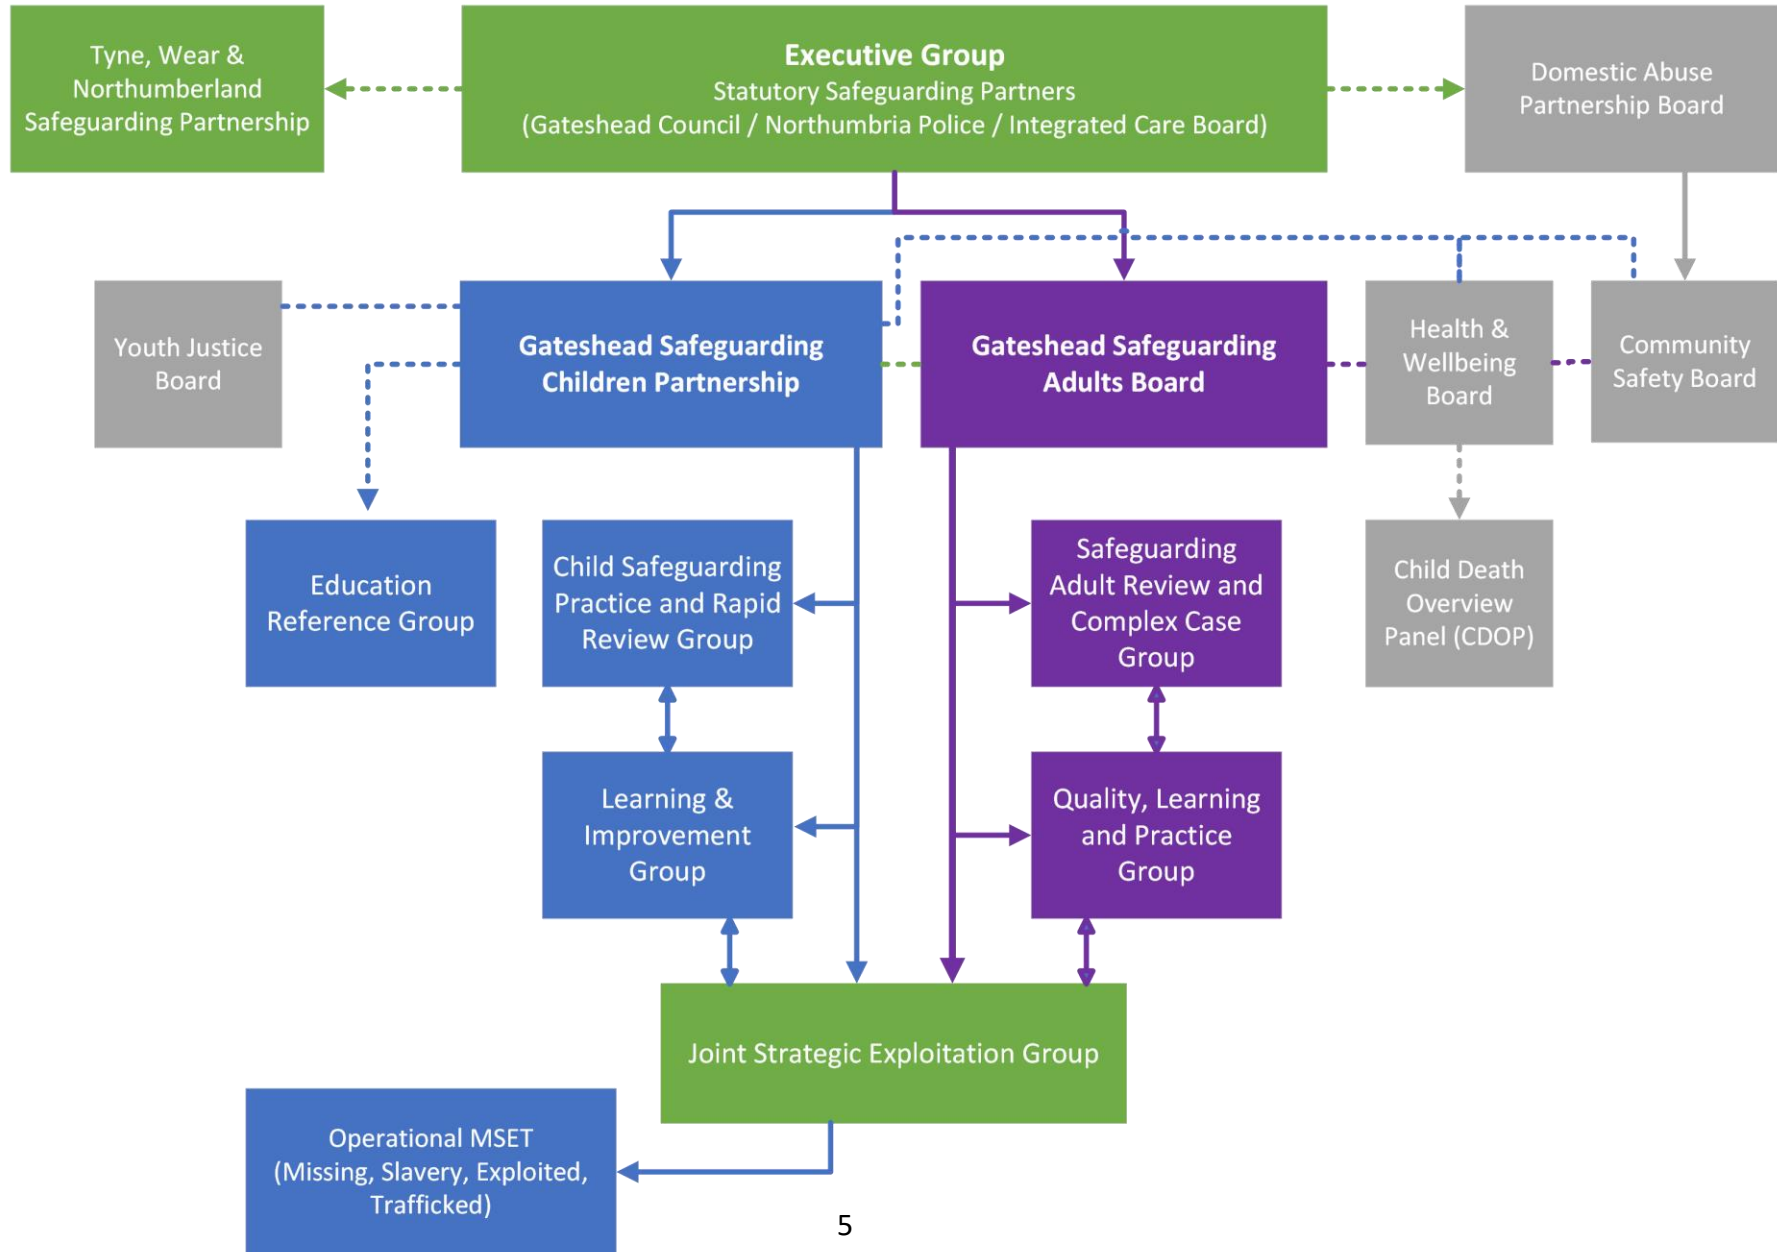 Tyne, Wear &
Northumberland
Safeguarding Partnership
Executive Group
Statutory Safeguarding Partners
(Gateshead Council / Northumbria Police / Integrated Care Board)
Domestic Abuse
Partnership Board
Youth Justice
Board
Gateshead Safeguarding
Children Partnership
Gateshead Safeguarding
Adults Board
Health &
Wellbeing
Board
Community
Safety Board
Education
Reference Group
Child Safeguarding
Practice and Rapid
Review Group
Safeguarding
Adult Review and
Complex Case
Group
Child Death
Overview
Panel (CDOP)
Learning &
Improvement
Group
Quality, Learning
and Practice
Group
Joint Strategic Exploitation Group
Operational MSET
(Missing, Slavery, Exploited,
Trafficked)
5